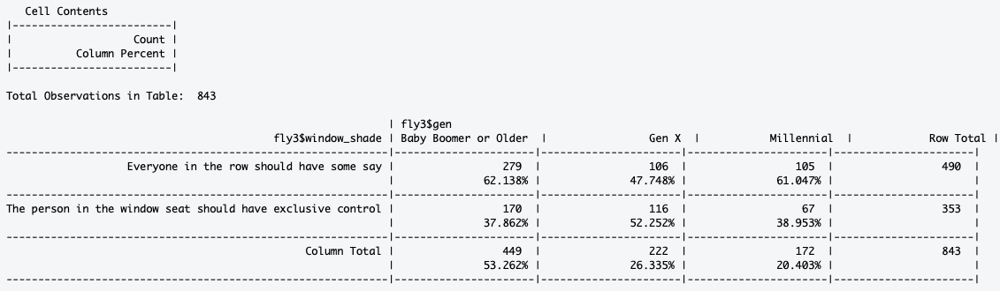 Cell Contents
|-------------------------|
|                   Count |
|          Column Percent |
|-------------------------|
Total Observations in Table:  843
| fly3$gen
fly3$window_shade | Baby Boomer or Older  |                Gen X  |           Millennial  |            Row Total |
Everyone in the row should have some say |                  279  |                  106  |                  105  |                  490  |
|               62.138% |               47.748% |               61.047% |                       |
The person in the window seat should have exclusive control |                  170  |                  116  |                   67  |                  353  |
|               37.862% |               52.252% |               38.953% |                       |
Column Total |                  449  |                  222  |                  172  |                  843  |
|               53.262% |               26.335% |               20.403% |                       |